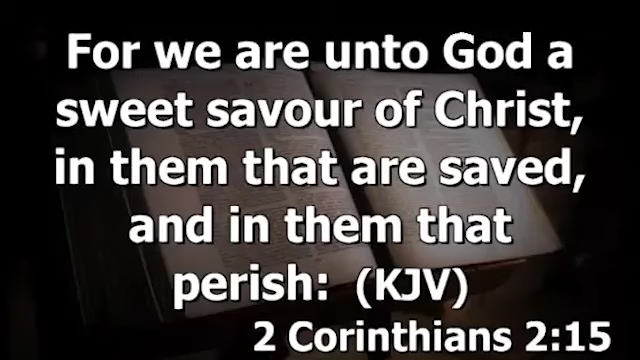 For we are unto God a
sweet savour of Christ,
in them that are saved,
and in them that
perish: (KJV)
2 Corinthians 2:15